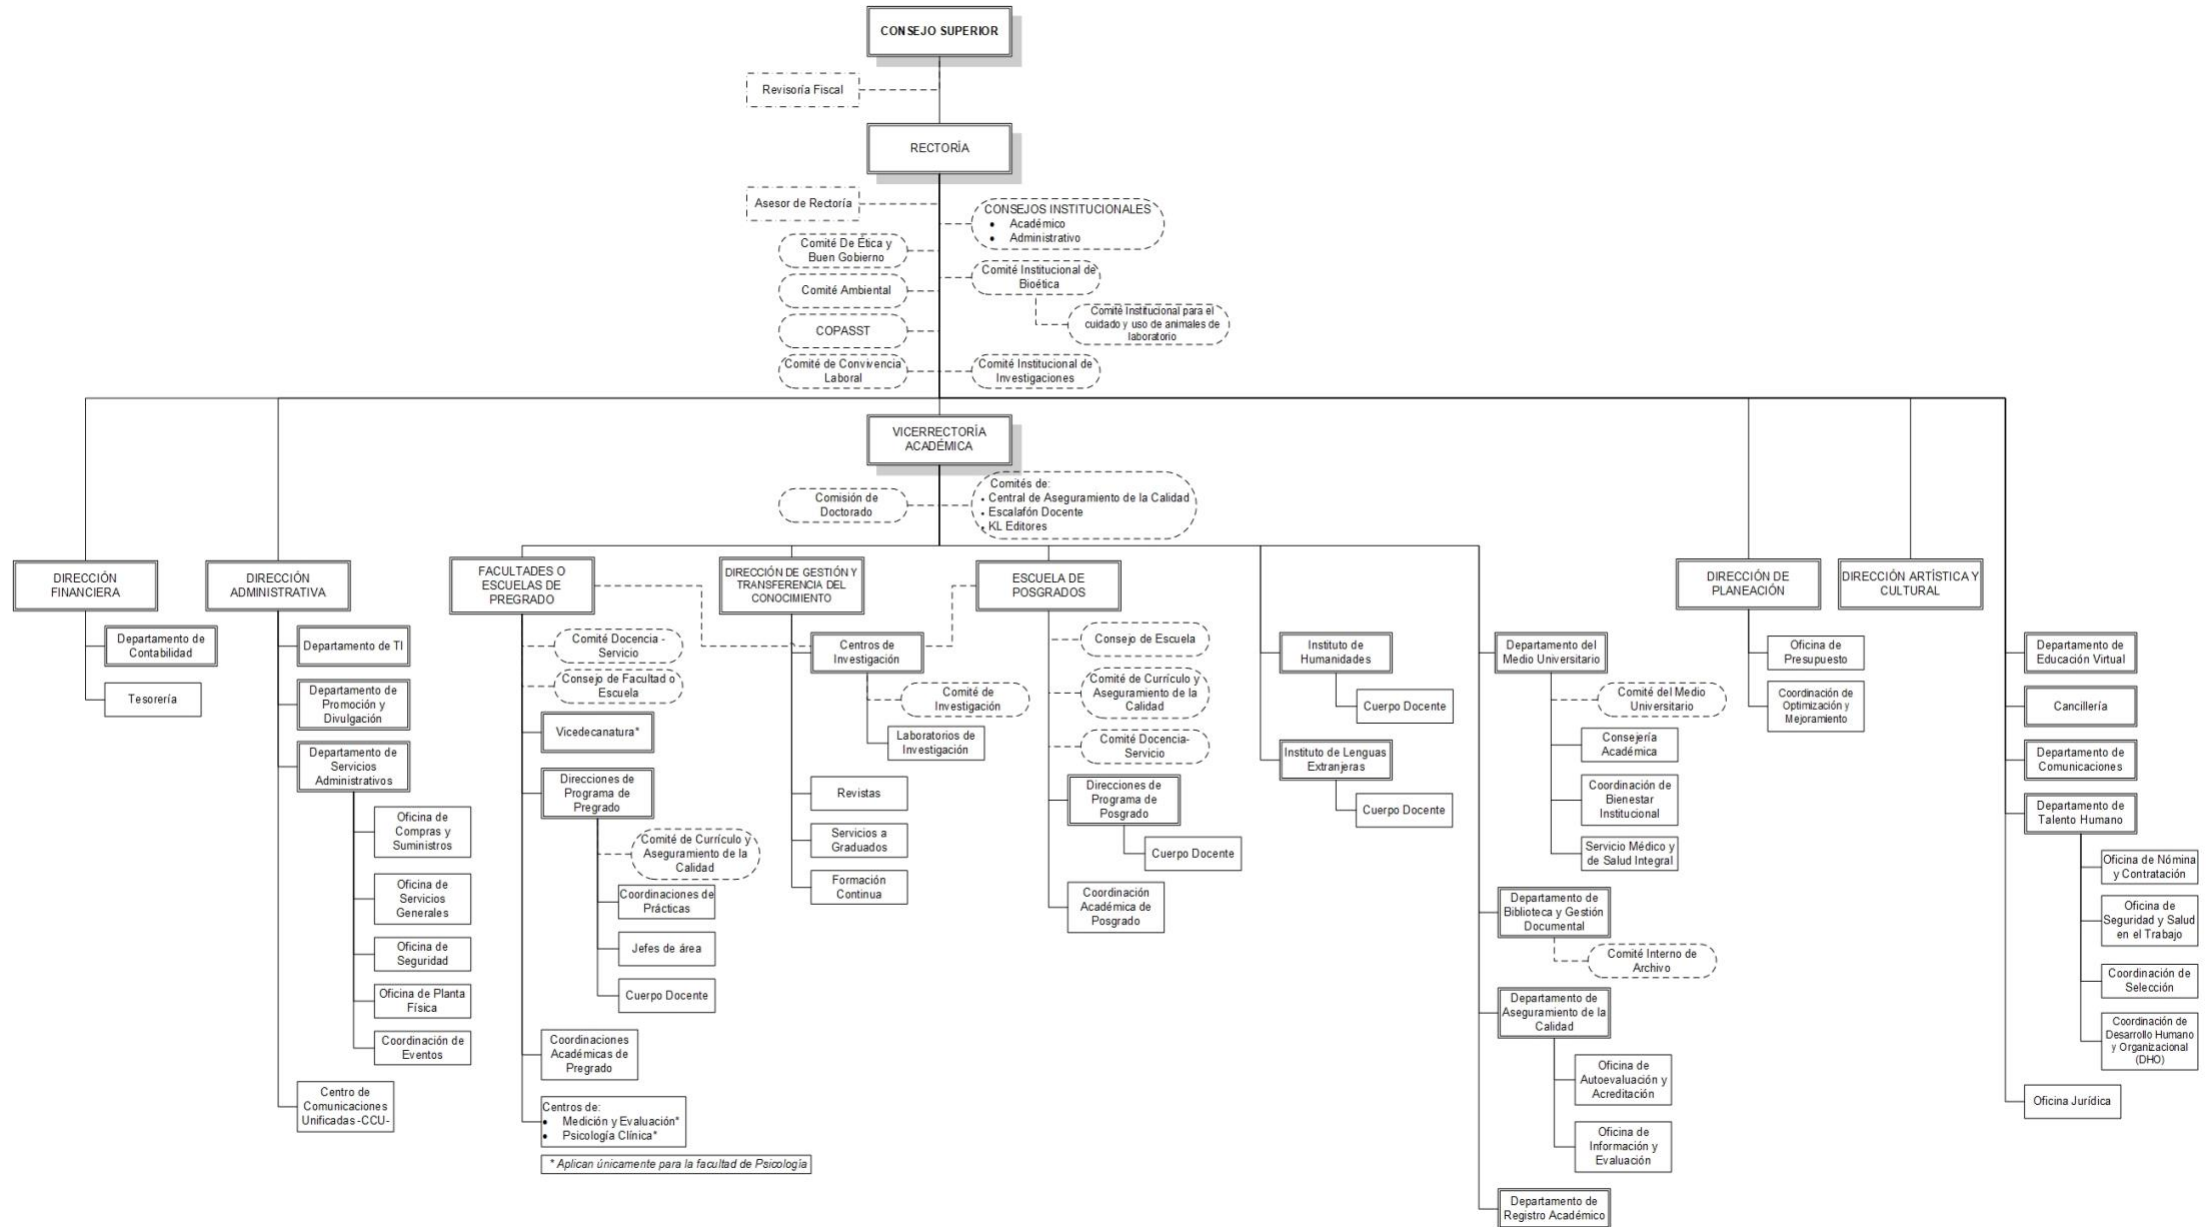 CONSEJO SUPERIOR
Revisoría Fiscal
RECTORÍA
Asesor de Rectoría
CONSEJOS INSTITUCIONALES
• Académico
• Administrativo
Comité De Ética y
Buen Gobierno
Comité Institucional de
Bioética
Comité Ambiental
Comité Institucional para el
cuidado y uso de animales de
laboratorio
COPASST
Comité de Convivencia
Laboral
Comité Institucional de
Investigaciones
VICERRECTORÍA
ACADÉMICA
Comisión de
Doctorado
Comités de:
• Central de Aseguramiento de la Calidad
• Escalafón Docente
• KL Editores
DIRECCIÓN
FINANCIERA
Departamento de
Contabilidad
Tesorería
DIRECCIÓN
ADMINISTRATIVA
Departamento de TI
Departamento de
Promoción y
Divulgación
Departamento de
Servicios
Administrativos
Oficina de
Compras y
Suministros
Oficina de
Servicios
Generales
Oficina de
Seguridad
Oficina de Planta
Física
Coordinación de
Eventos
Centro de
Comunicaciones
Unificadas -CCU-
FACULTADES O
ESCUELAS DE
PREGRADO
Comité Docencia -
Servicio
Consejo de Facultad o
Escuela
Vicedecanatura*
Direcciones de
Programa de
Pregrado
Comité de Currículo y
Aseguramiento de la
Calidad
Coordinaciones de
Prácticas
Jefes de área
Cuerpo Docente
Coordinaciones
Académicas de
Pregrado
Centros de:
• Medición y Evaluación*
• Psicología Clínica*
* Aplican únicamente para la facultad de Psicología
DIRECCIÓN DE GESTIÓN Y
TRANSFERENCIA DEL
CONOCIMIENTO
Centros de
Investigación
Comité de
Investigación
Laboratorios de
Investigación
Revistas
Servicios a
Graduados
Formación
Continua
ESCUELA DE
POSGRADOS
Consejo de Escuela
Comité de Currículo y
Aseguramiento de la
Calidad
Comité Docencia-
Servicio
Direcciones de
Programa de
Posgrado
Cuerpo Docente
Coordinación
Académica de
Posgrado
Instituto de
Humanidades
Cuerpo Docente
Instituto de Lenguas
Extranjeras
Cuerpo Docente
Departamento del
Medio Universitario
Comité del Medio
Universitario
Consejería
Académica
Coordinación de
Bienestar
Institucional
Servicio Médico y
de Salud Integral
Departamento de
Biblioteca y Gestión
Documental
Comité Interno de
Archivo
Departamento de
Aseguramiento de la
Calidad
Oficina de
Autoevaluación y
Acreditación
Oficina de
Información y
Evaluación
Departamento de
Registro Académico
DIRECCIÓN DE
PLANEACIÓN
Oficina de
Presupuesto
Coordinación de
Optimización y
Mejoramiento
DIRECCIÓN ARTÍSTICA Y
CULTURAL
Departamento de
Educación Virtual
Cancillería
Departamento de
Comunicaciones
Departamento de
Talento Humano
Oficina de Nómina
y Contratación
Oficina de
Seguridad y Salud
en el Trabajo
Coordinación de
Selección
Coordinación de
Desarrollo Humano
y Organizacional
(DHO)
Oficina Jurídica